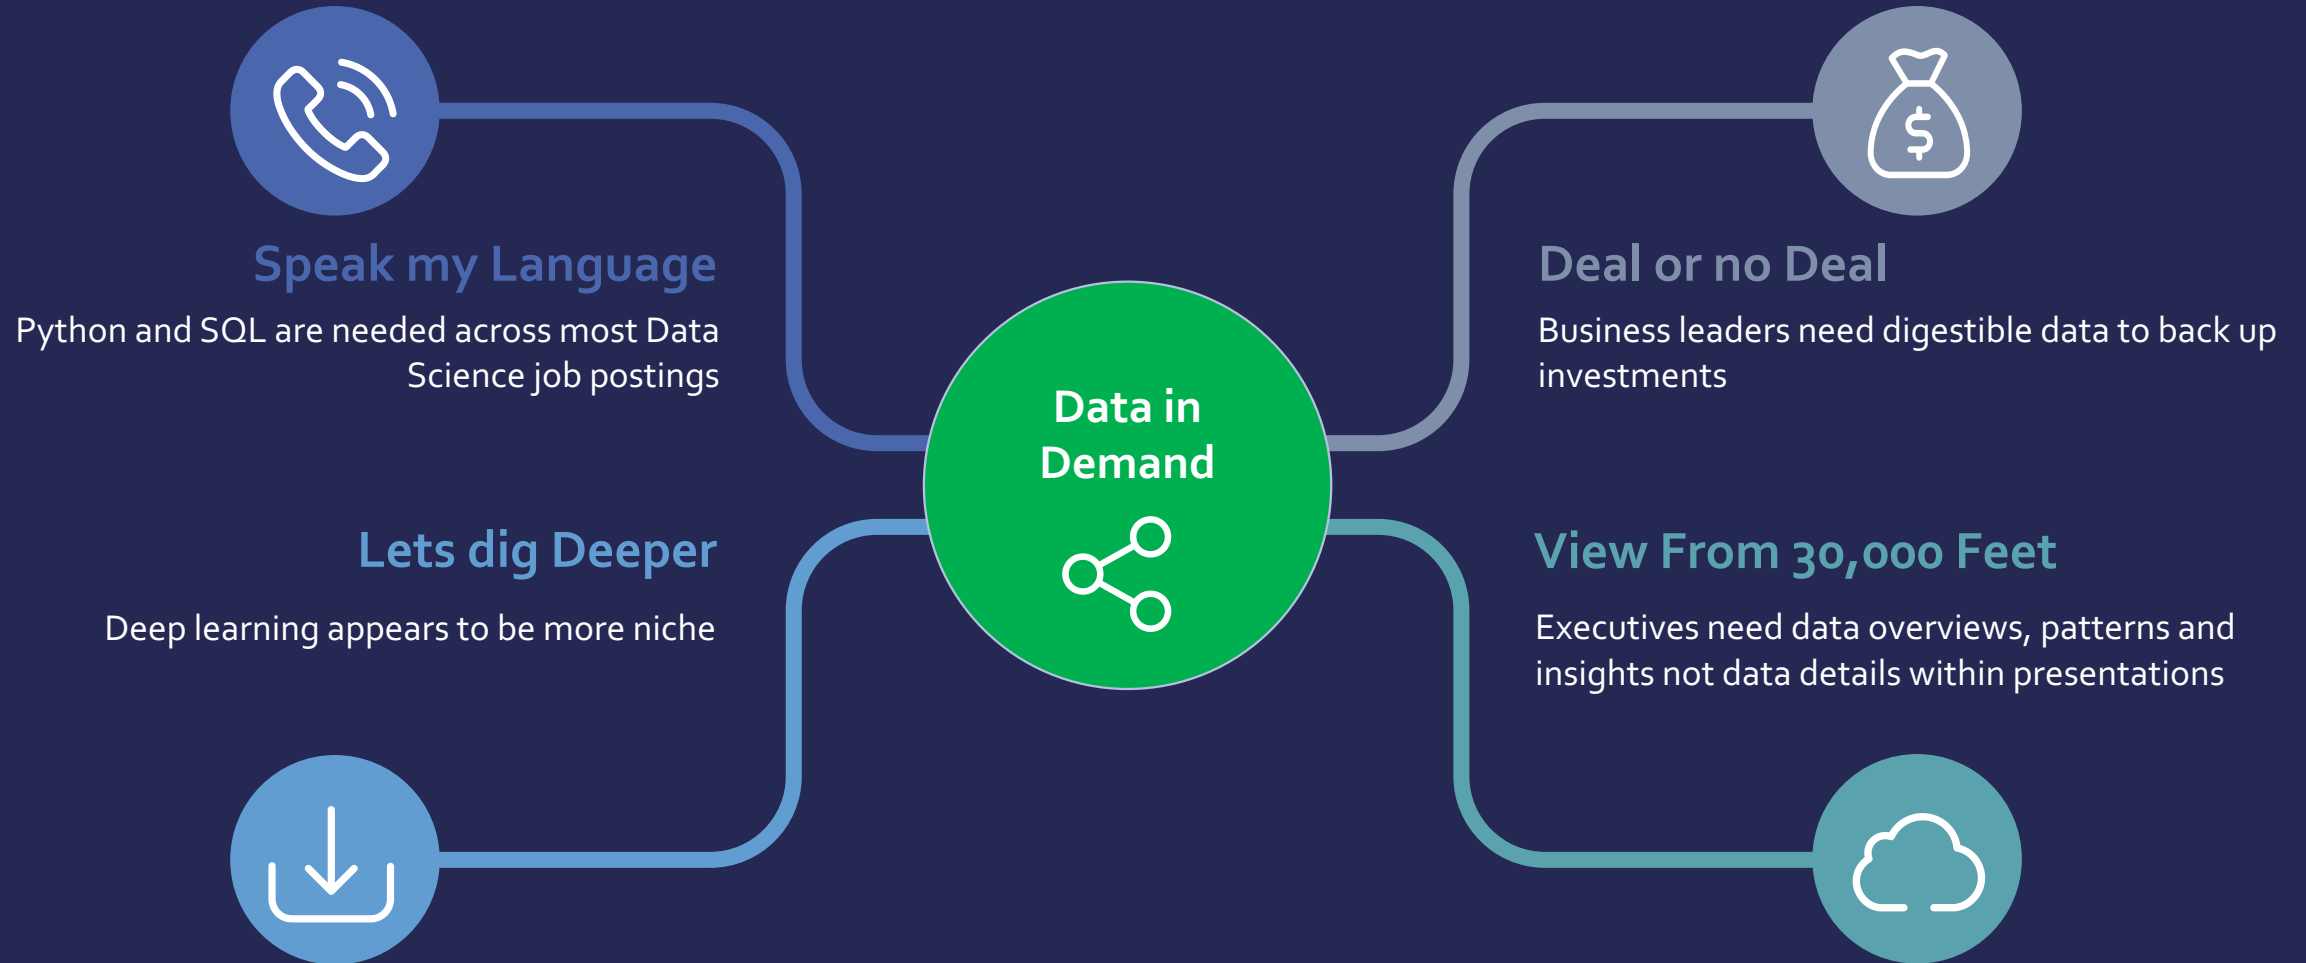 Speak my Language
Python and SQL are needed across most Data
Science job postings
Lets dig Deeper
Deep learning appears to be more niche
Data in
Demand
Deal or no Deal
Business leaders need digestible data to back up
investments
View From 30,000 Feet
Executives need data overviews, patterns and
insights not data details within presentations
$